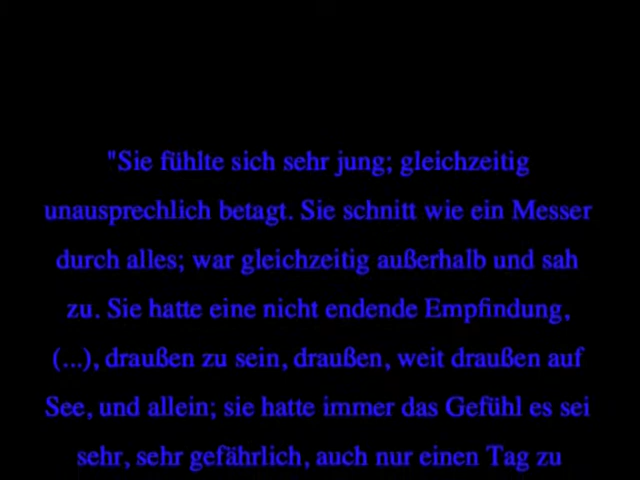 "Sie fühlte sich sehr jung; gleichzeitig
unausprechlich betagt. Sie schnitt wie ein Messer
durch alles; war gleichzeitig außerhalb und sah
zu. Sie hatte eine nicht endende Empfindung,
(...), draußen zu sein, draußen, weit draußen auf
See, und allein; sie hatte immer das Gefühl es sei
sehr, sehr gefährlich, auch nur einen Tag zu